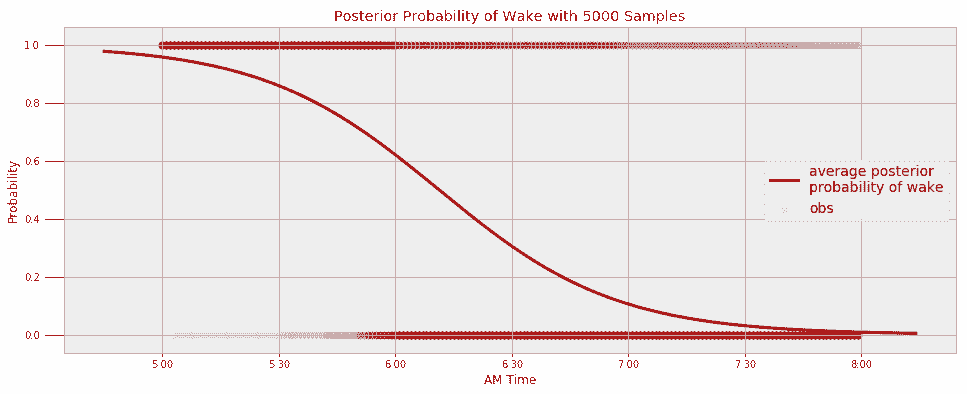 Posterior Probability of Wake with 5000 Samples
1.0
0.8
0.6
0.4
0.2
0.0
Probability
average posterior
probability of wake
obs
5:00
5:30
6:00
6:30
7:00
7:30
8:00
AM Time